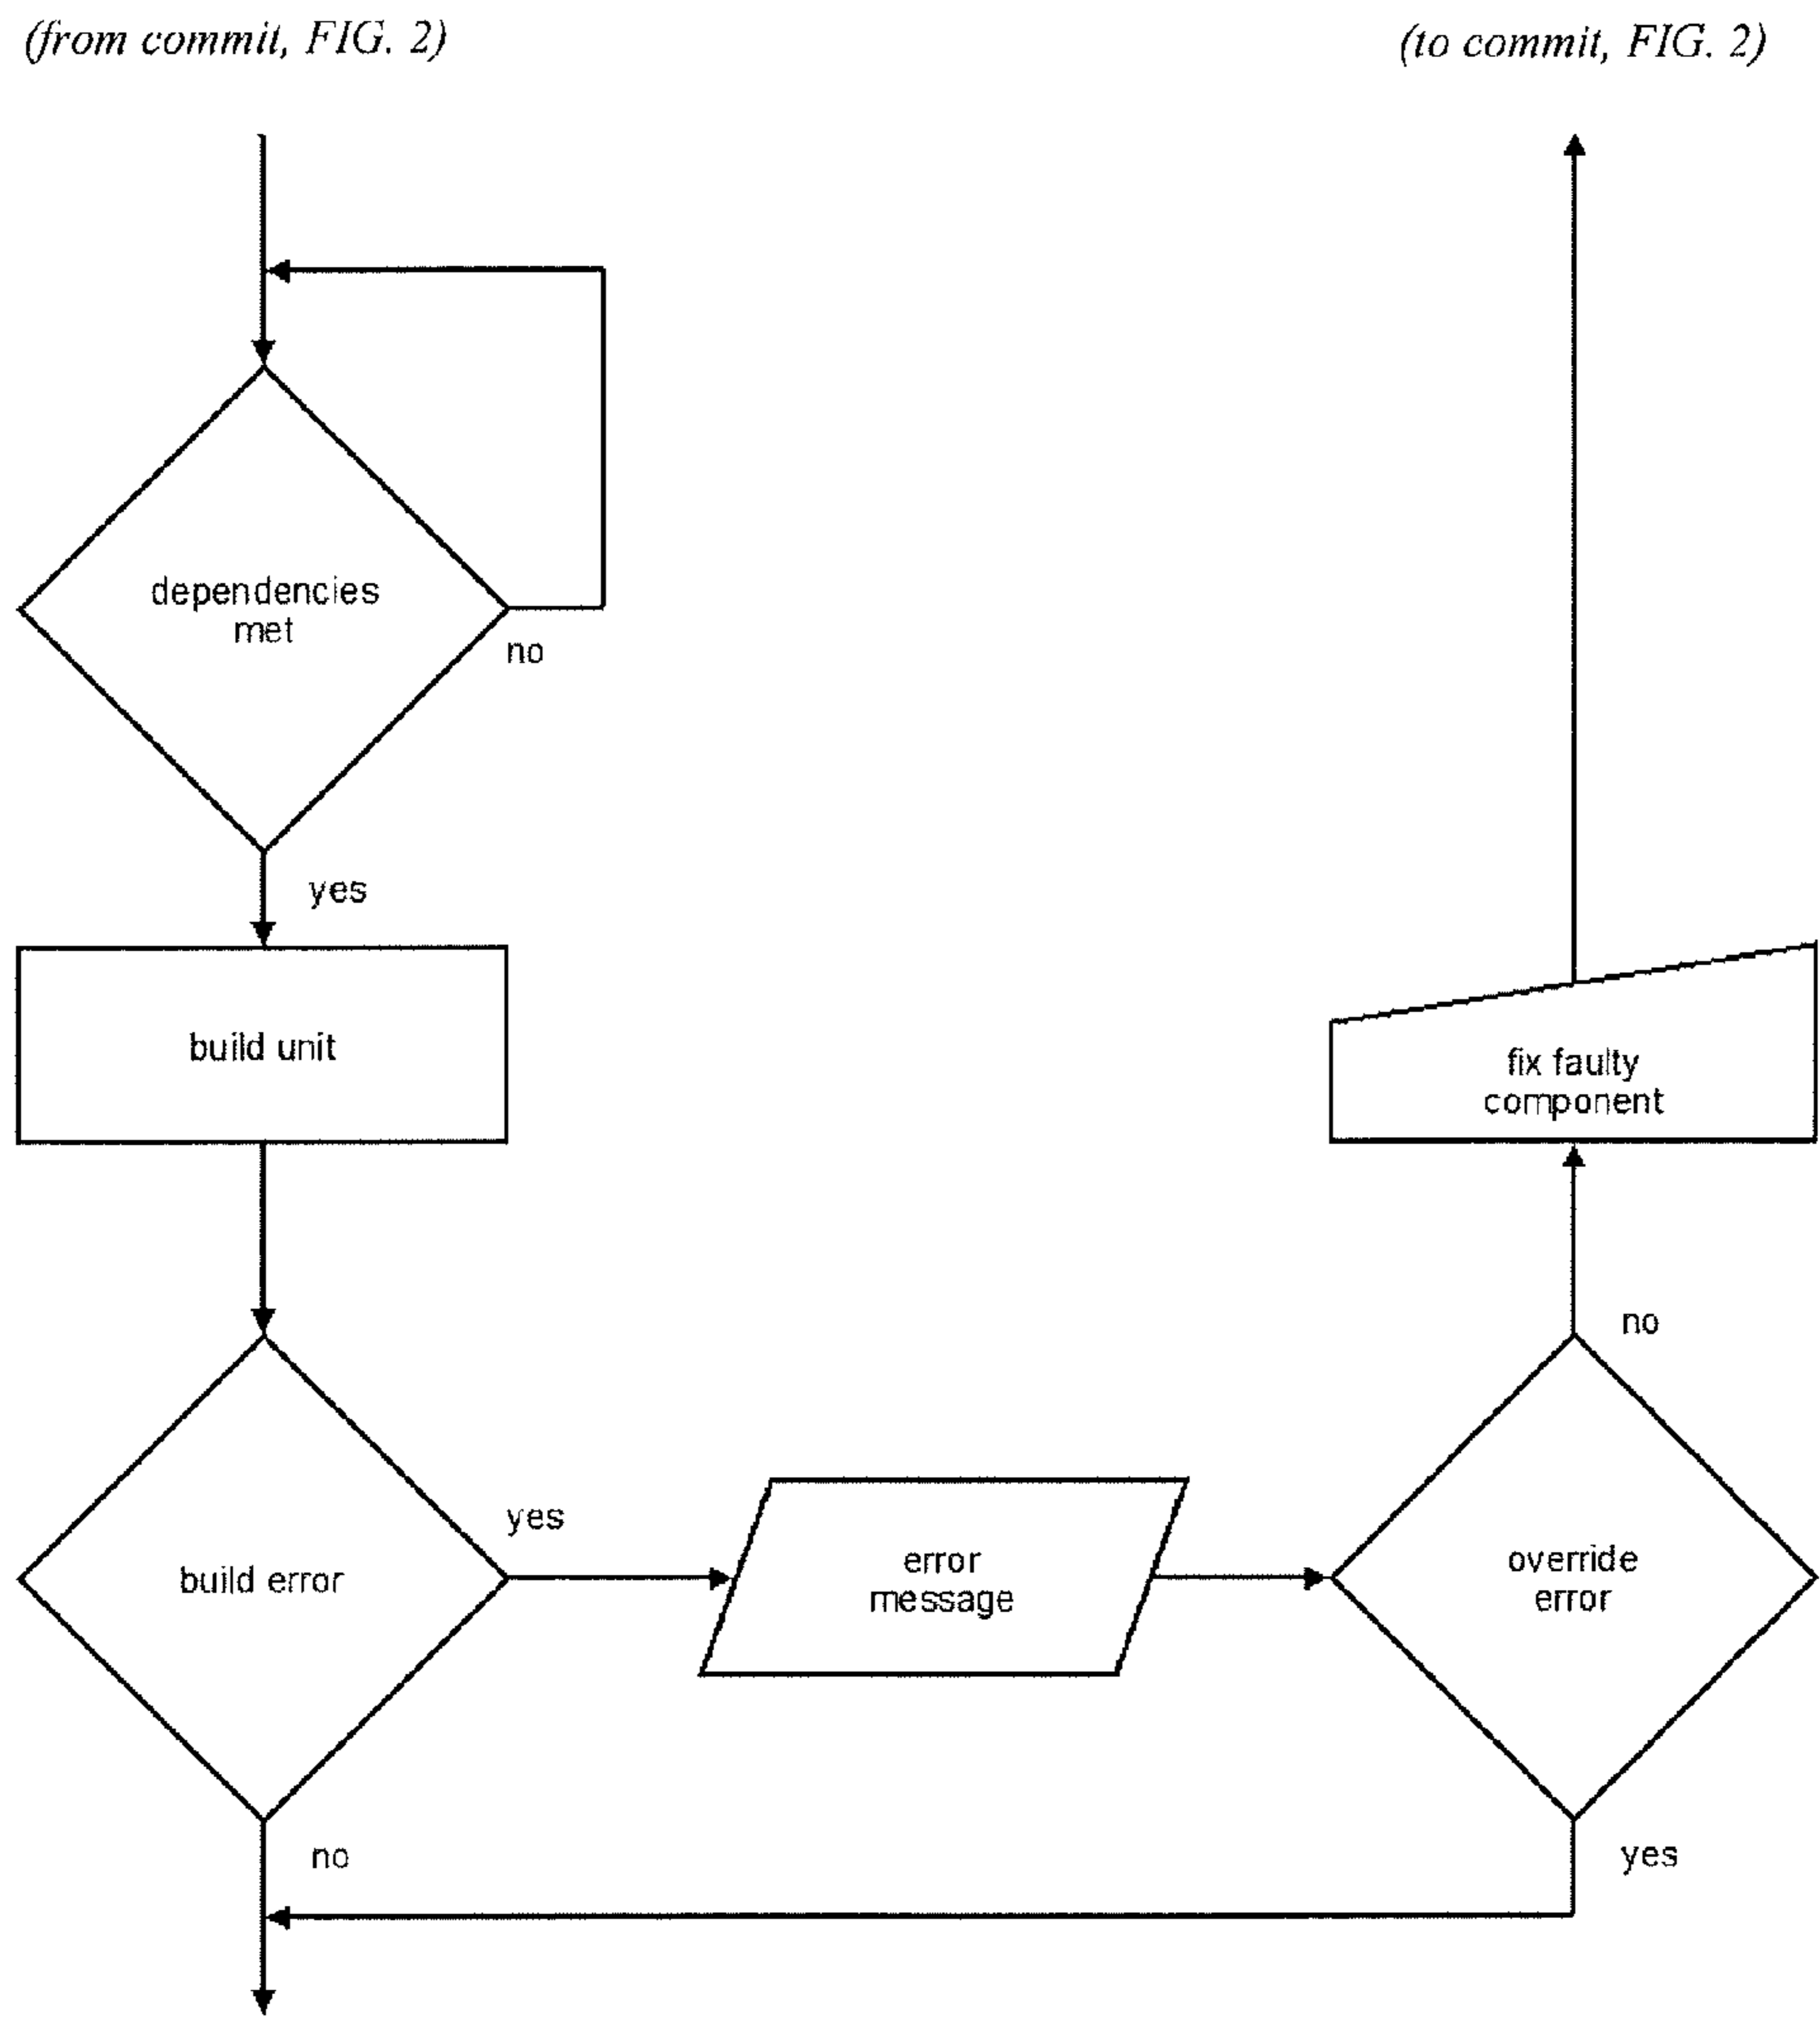 (from commit, FIG. 2)
(to commit, FIG. 2)
dependencies
met
no
yes
build unit
fix faulty
component
no
yes
build error
error
message
override
error
no
yes